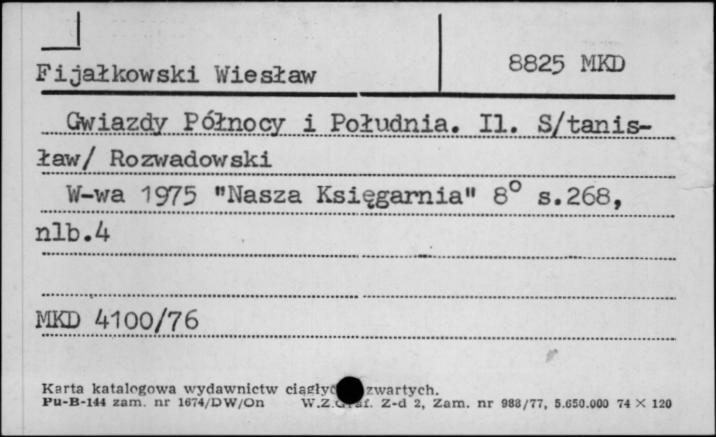 Fijałkowski Wiesław
8825 MKD
Gwiazdy Północy i Południa. Il. S/tanis-
ław/ Rozwadowski
W-wa 1975 "Nasza Księgarnia" 8° s.268,
nlb.4
MKD 4100/76
Karta katalogowa wydawnictw zwartych.
Pu-B-144 zam. nr 1674/DW/On W.Z. Z-d 2, Zam. nr 988/77, 5.650.000 74 × 120